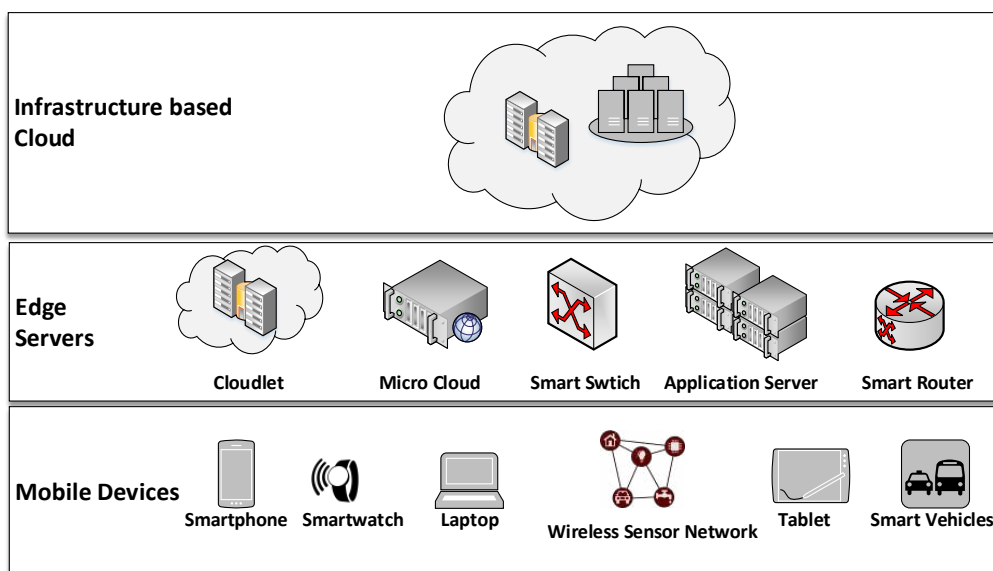 Infrastructure based
Cloud
Edge
Servers
Cloudlet
Micro Cloud
Smart Swtich
Application Server
Smart Router
Mobile Devices
Smartphone
Smartwatch
Laptop
Wireless Sensor Network
Tablet
Smart Vehicles